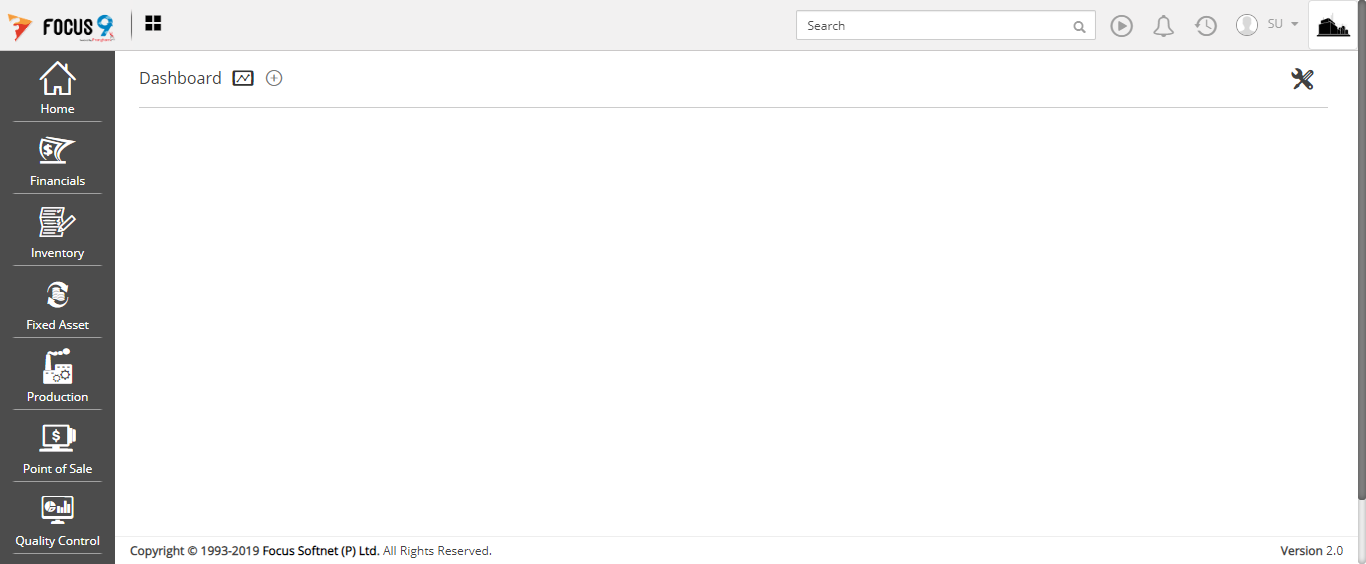 FOCUS 9
Search
SU
Dashboard
Home
Financials
Inventory
Fixed Asset
Production
Point of Sale
Quality Control
Copyright © 1993-2019 Focus Softnet (P) Ltd. All Rights Reserved.
Version 2.0